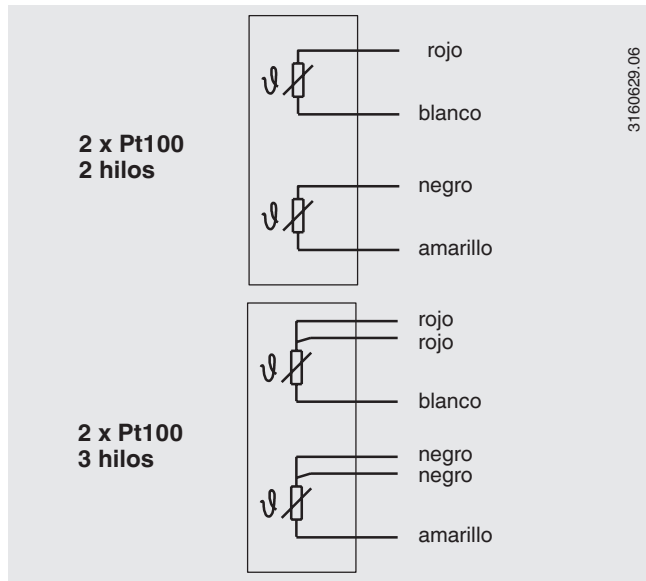 2 x Pt100
2 hilos
ϑ
rojo
blanco
ϑ
negro
amarillo
2 x Pt100
3 hilos
ϑ
rojo
rojo
blanco
ϑ
negro
negro
amarillo
3160629.06